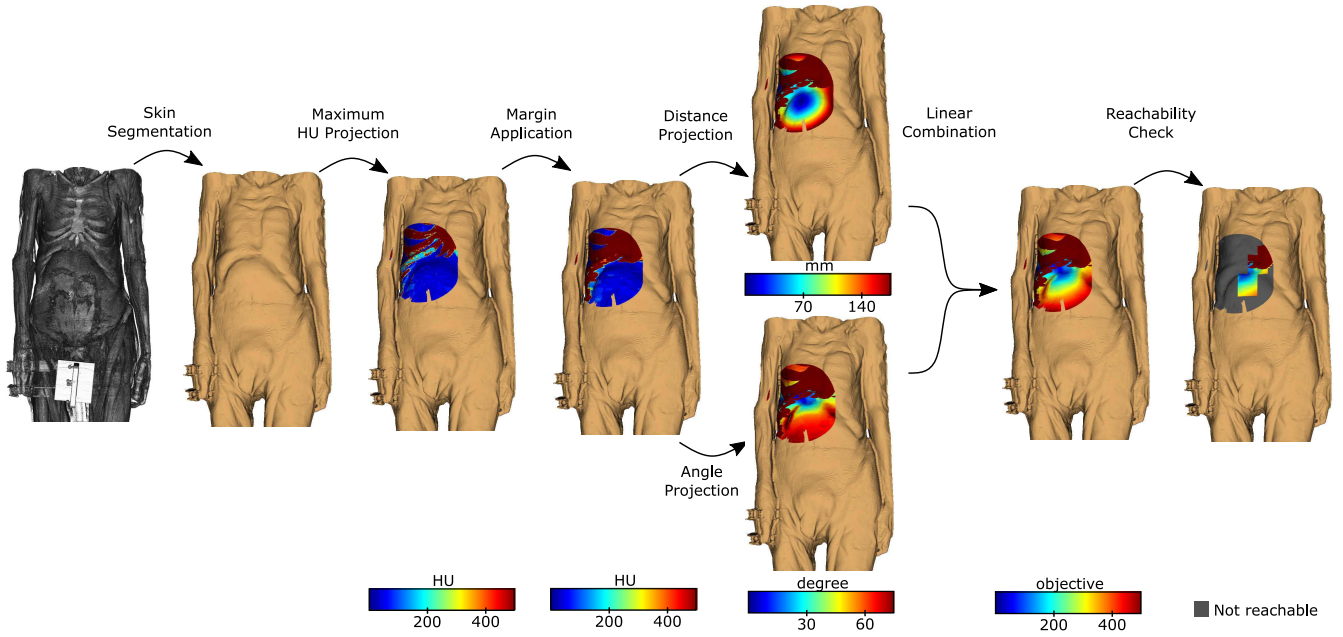 Skin
Segmentation
Maximum
HU Projection
Margin
Application
Distance
Projection
Linear
Combination
Reachability
Check
mm
70 140
Angle
Projection
HU
200 400
HU
200 400
degree
30 60
objective
200 400
Not reachable